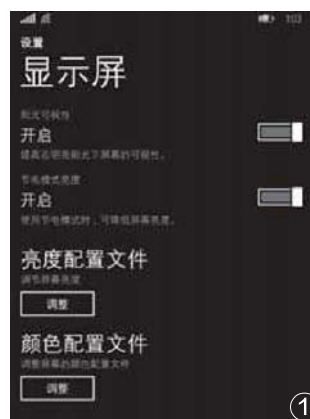 1:03
设置
显示屏
阳光可视性
开启
提高在明亮阳光下屏幕的可视性。
节电模式亮度
开启
使用节电模式时，可降低屏幕亮度。
亮度配置文件
调节屏幕亮度
调整
颜色配置文件
调整屏幕的颜色配置文件
调整
①